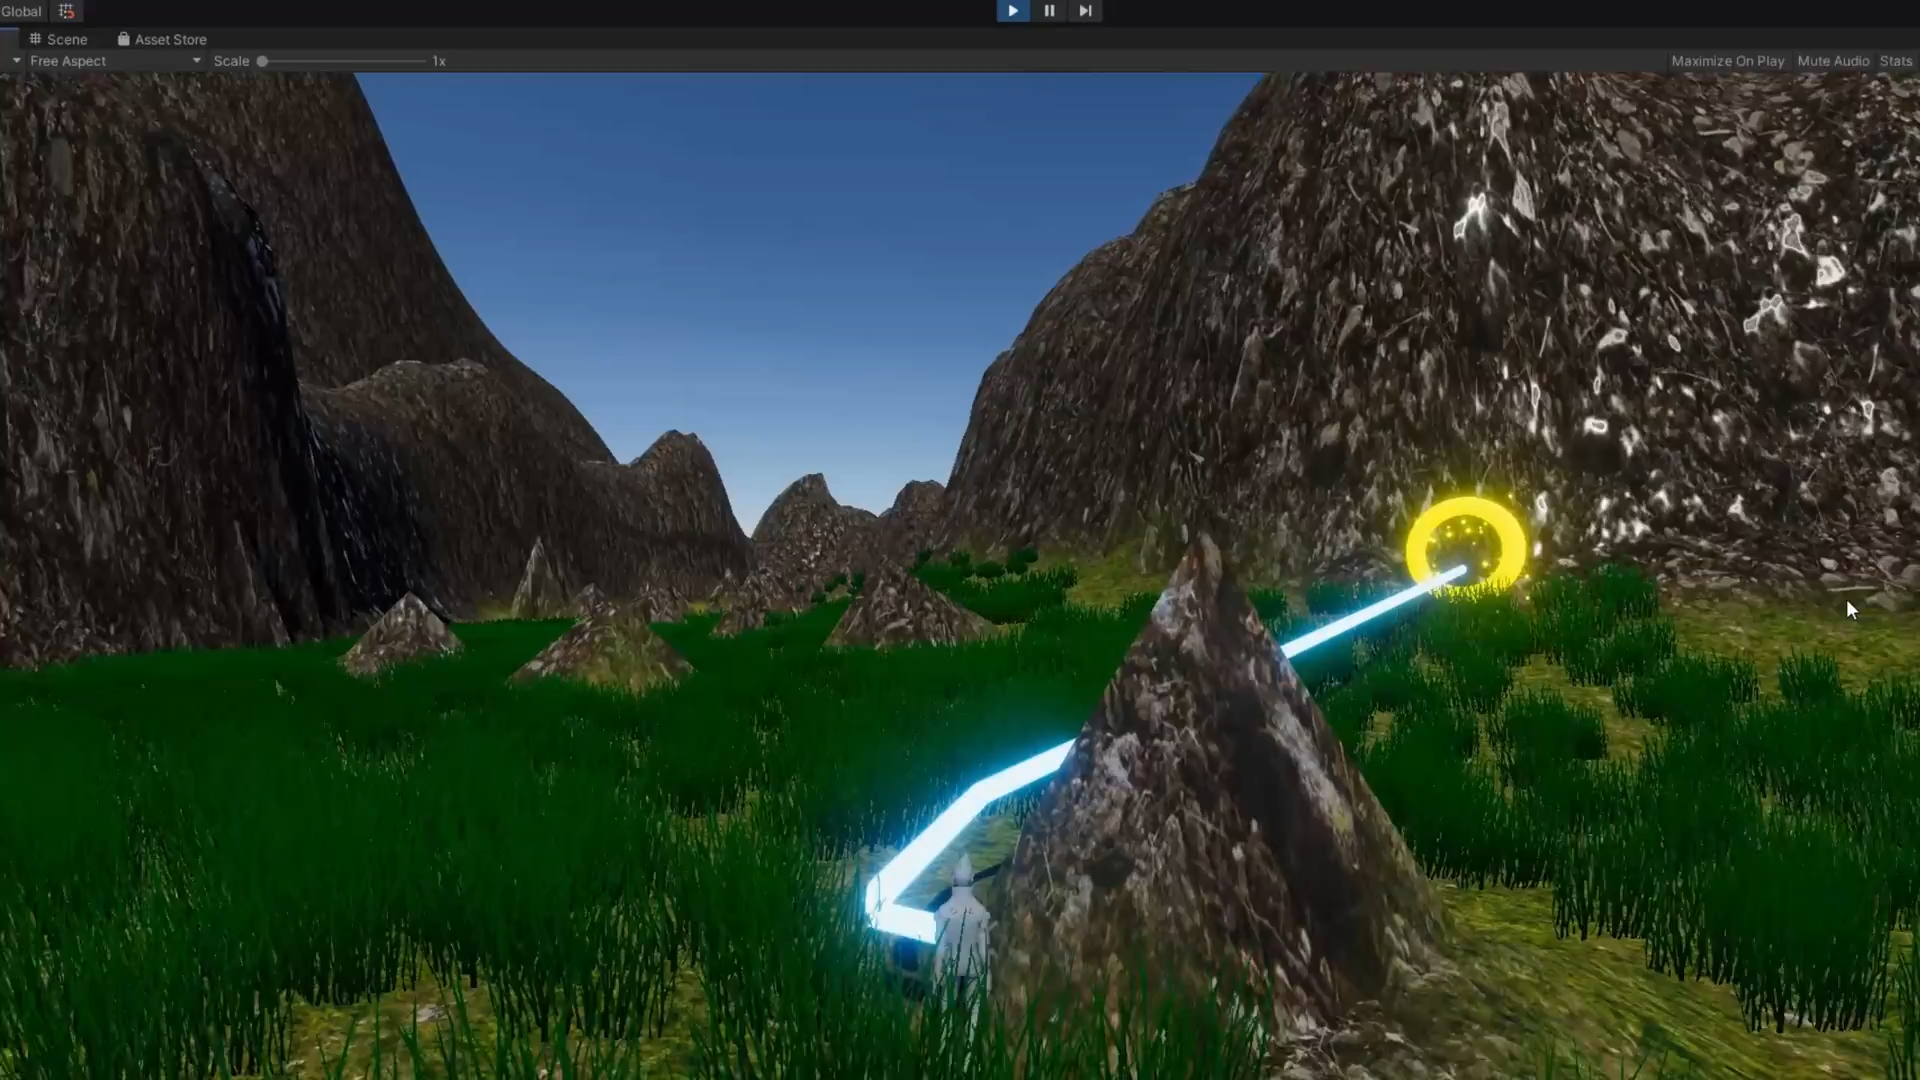 Global
Scene Asset Store
Free Aspect Scale 1x Maximize On Play Mute Audio Stats